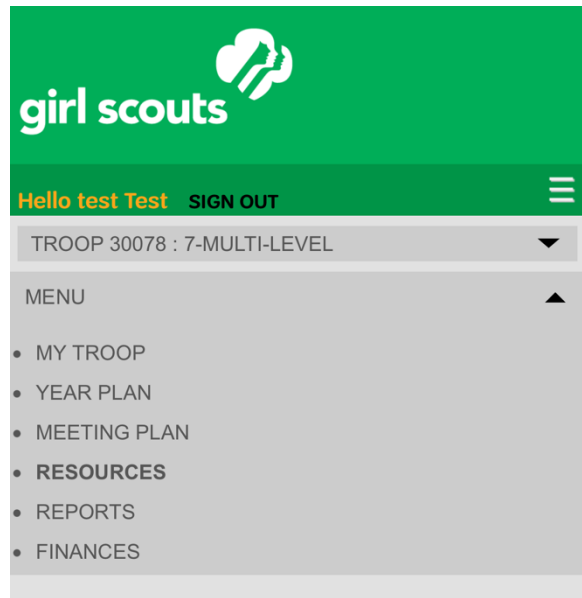 girl scouts
Hello test Test SIGN OUT
TROOP 30078 : 7-MULTI-LEVEL
MENU
• MY TROOP
• YEAR PLAN
• MEETING PLAN
• RESOURCES
• REPORTS
• FINANCES